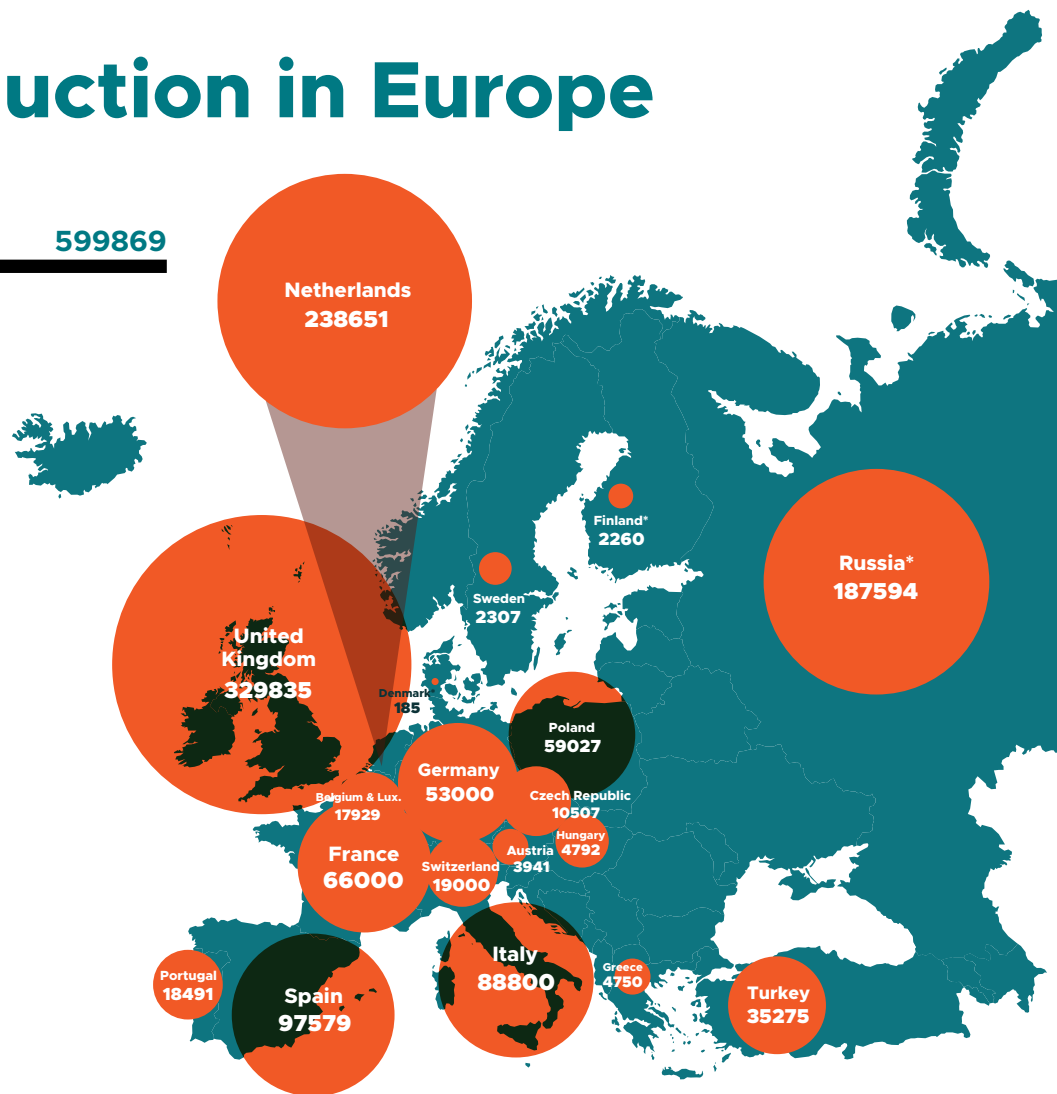 uction in Europe
599869
Netherlands
238651
Finland*
2260
Russia*
187594
Sweden
2307
United
Kingdom
329835
Denmark*
185
Poland
59027
Germany
53000
Czech Republic
10507
Belgium & Lux.
17929
Hungary
4792
Austria
3941
France
66000
Switzerland
19000
Italy
88800
Greece
4750
Portugal
18491
Spain
97579
Turkey
35275